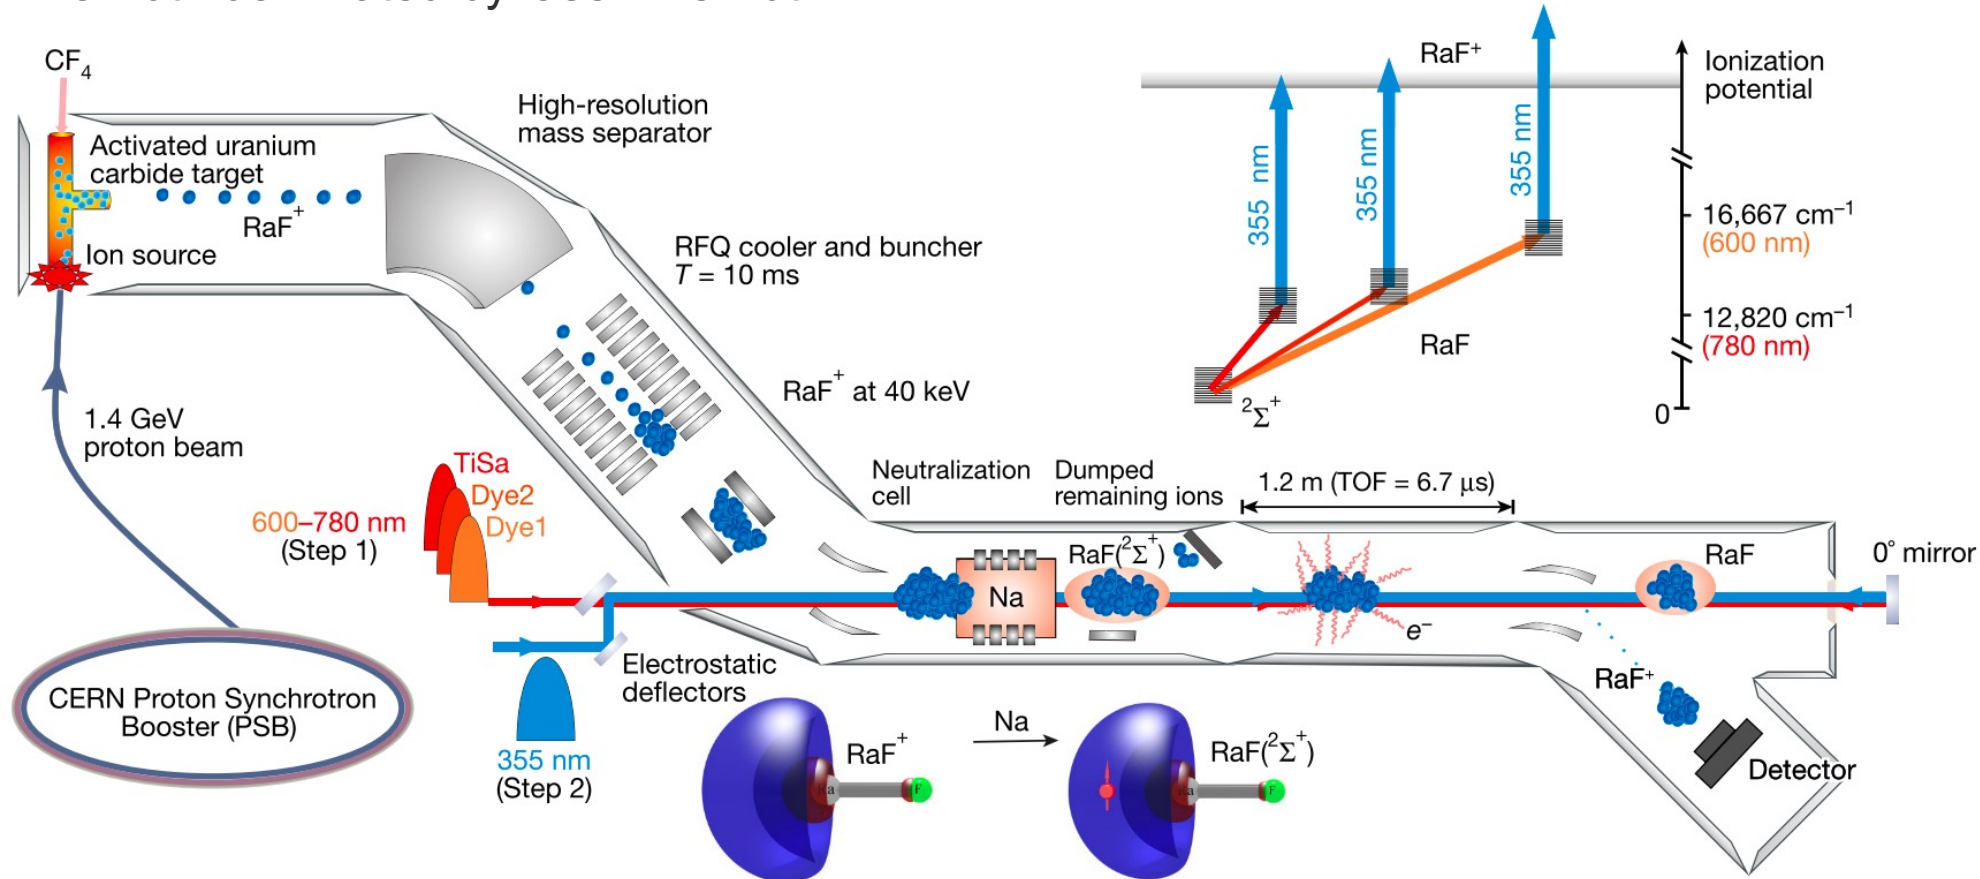 CF4
Activated uranium
carbide target
RaF+
Ion source
High-resolution
mass separator
RFQ cooler and buncher
T = 10 ms
RaF+ at 40 keV
1.4 GeV
proton beam
CERN Proton Synchrotron
Booster (PSB)
TiSa
Dye2
Dye1
600–780 nm
(Step 1)
355 nm
(Step 2)
Electrostatic
deflectors
Neutralization
cell
Na
Dumped
remaining ions
RaF(²Σ+)
1.2 m (TOF = 6.7 µs)
e−
RaF
0° mirror
RaF+
Detector
RaF+
Ra
F
Na
RaF(²Σ+)
Ra
F
RaF+
355 nm
355 nm
355 nm
RaF
²Σ+
Ionization
potential
16,667 cm−1
(600 nm)
12,820 cm−1
(780 nm)
0